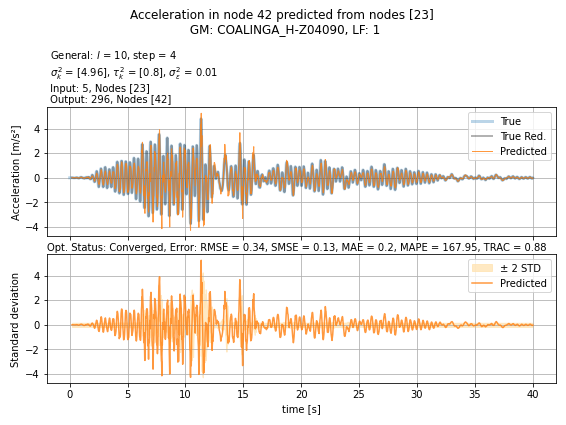 Acceleration in node 42 predicted from nodes [23]
GM: COALINGA_H-Z04090, LF: 1
General: l = 10, step = 4
σ²ₖ = [4.96], τ²ₖ = [0.8], σ²ε = 0.01
Input: 5, Nodes [23]
Output: 296, Nodes [42]
Acceleration [m/s²]
4
2
0
−2
−4
True
True Red.
Predicted
Opt. Status: Converged, Error: RMSE = 0.34, SMSE = 0.13, MAE = 0.2, MAPE = 167.95, TRAC = 0.88
Standard deviation
4
2
0
−2
−4
± 2 STD
Predicted
0 5 10 15 20 25 30 35 40
time [s]